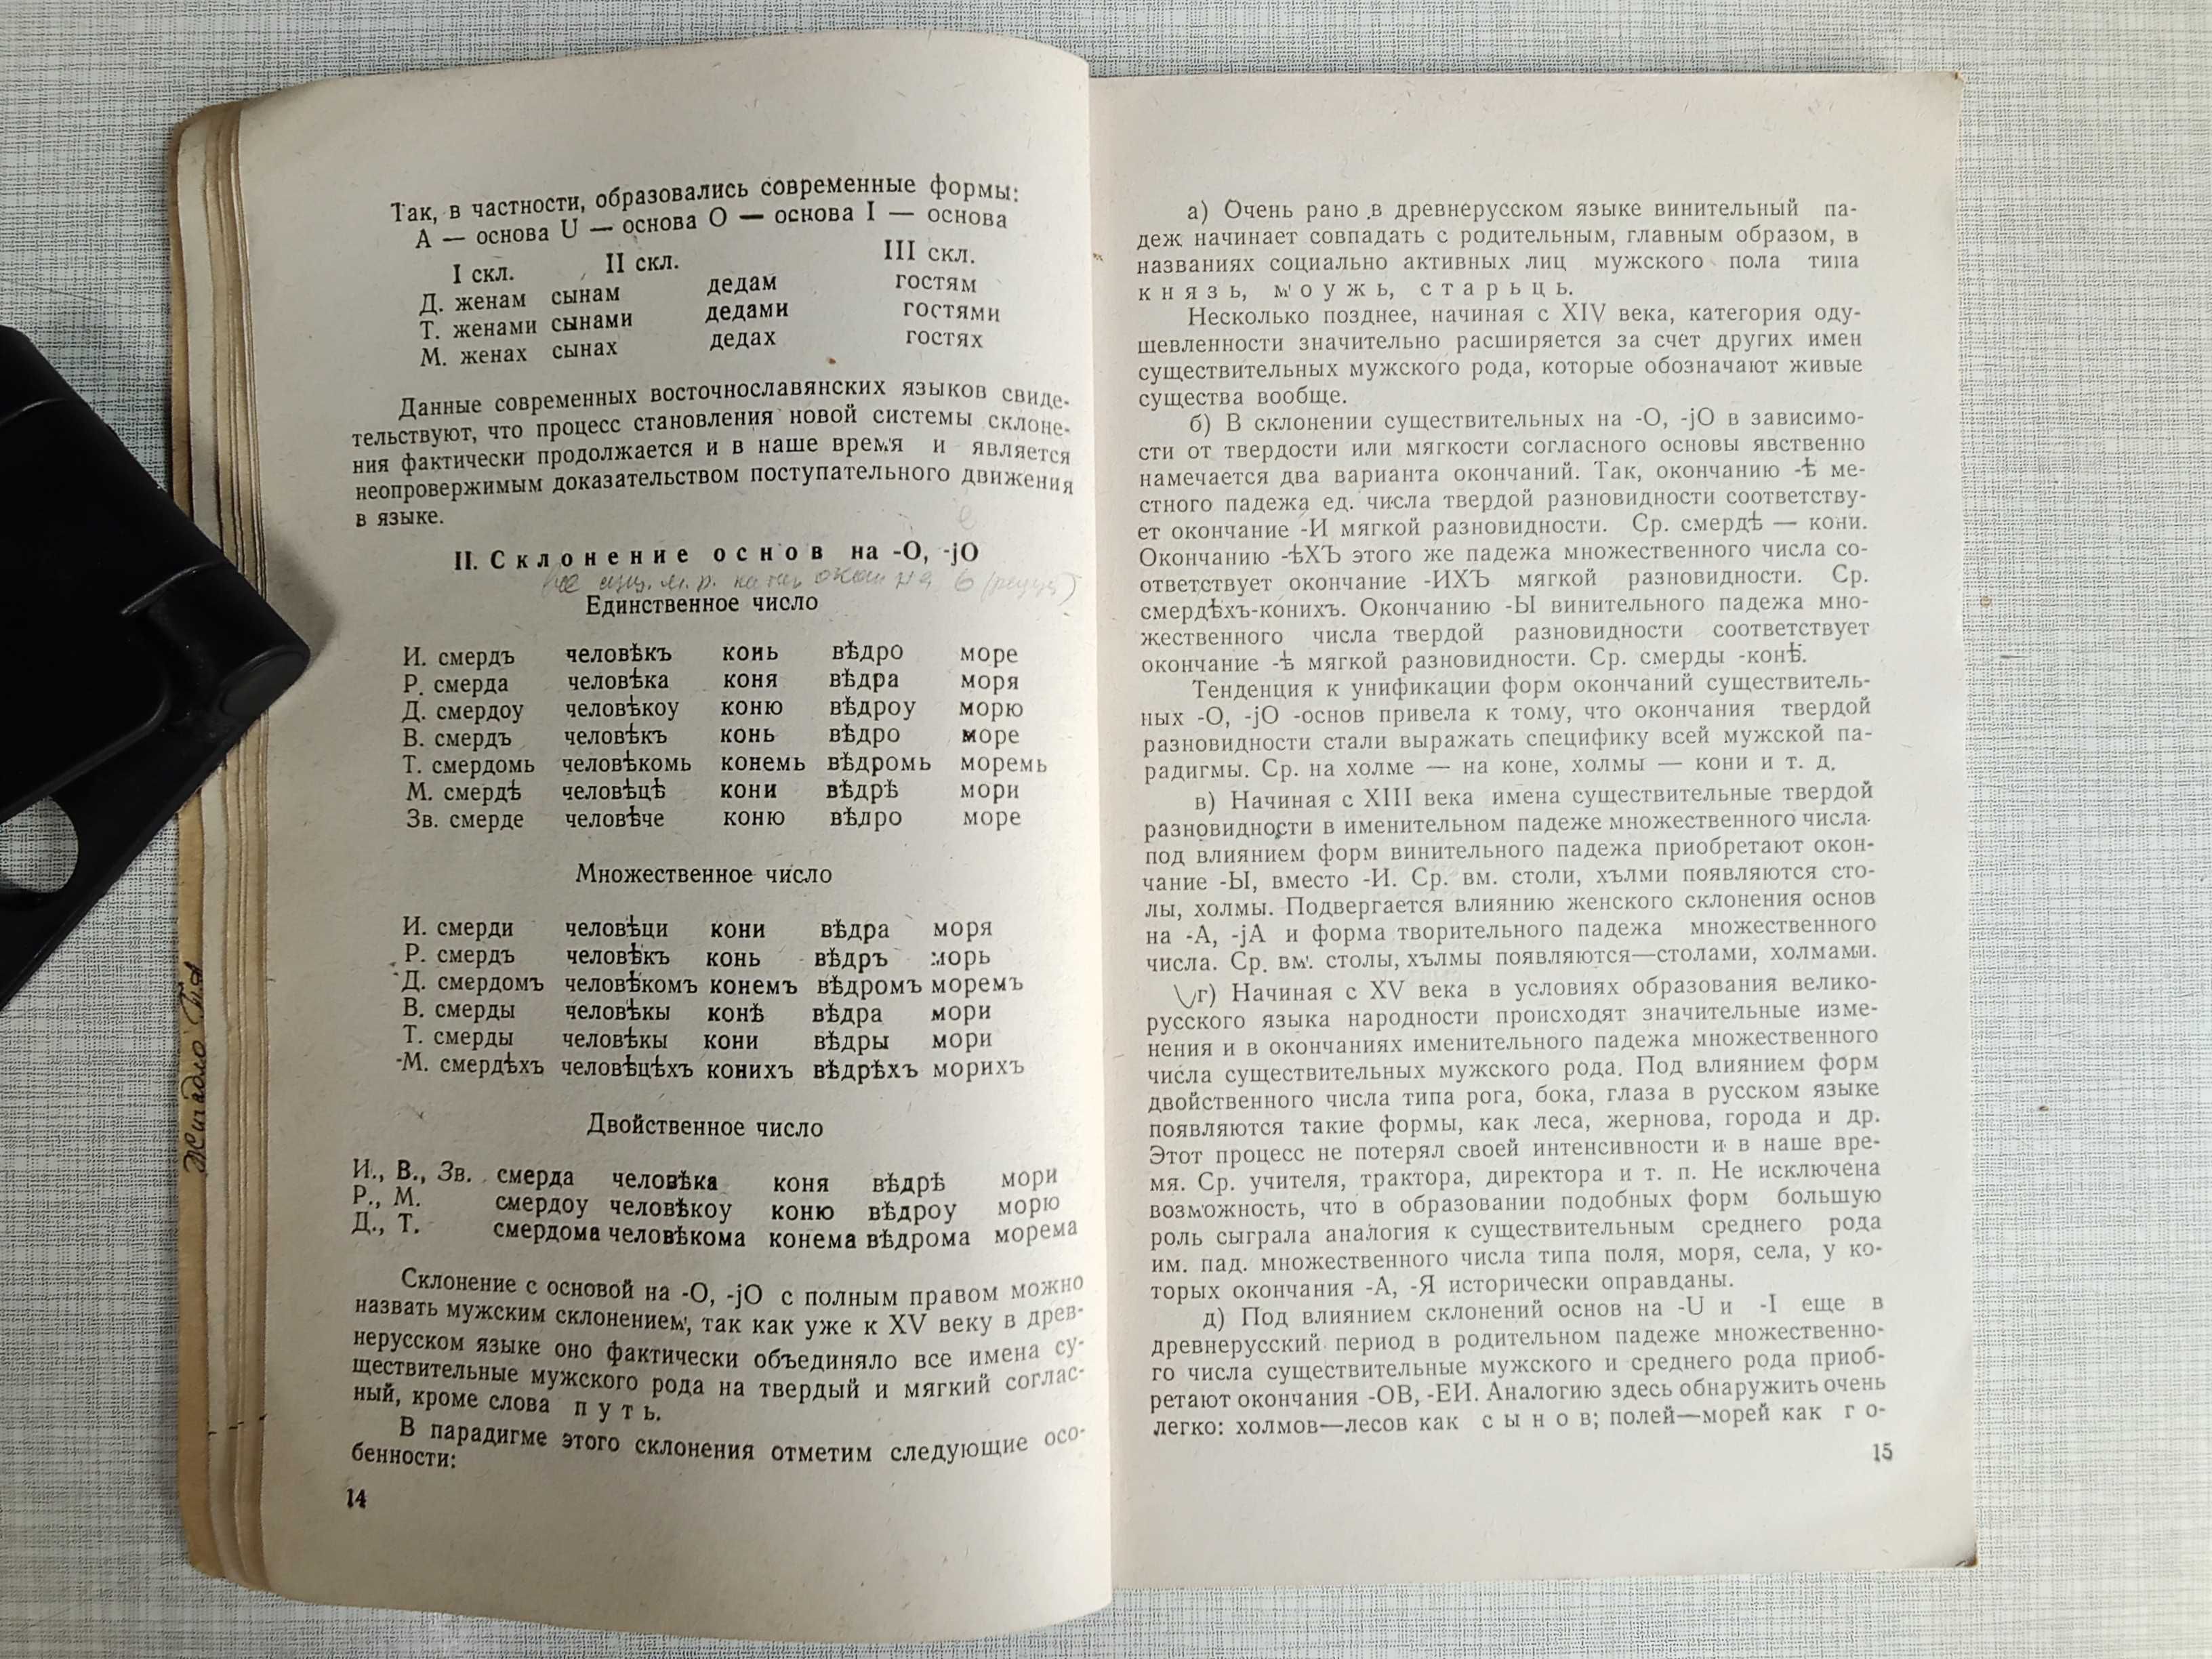 Так, в частности, образовались современные формы:
А — основа U — основа О — основа I — основа
I скл. II скл. III скл.
Д. женам сынам дедам гостям
Т. женами сынами дедами гостями
М. женах сынах дедах гостях
Данные современных восточнославянских языков свиде-
тельствуют, что процесс становления новой системы склоне-
ния фактически продолжается и в наше время и является
неопровержимым доказательством поступательного движения
в языке.
II. Склонение основ на -О, -jО
Единственное число
И. смердъ человѣкъ конь вѣдро море
Р. смерда человѣка коня вѣдра моря
Д. смердоу человѣкоу коню вѣдроу морю
В. смердъ человѣкъ конь вѣдро море
Т. смердомь человѣкомь конемь вѣдромь моремь
М. смердѣ человѣцѣ кони вѣдрѣ мори
Зв. смерде человѣче коню вѣдро море
Множественное число
И. смерди человѣци кони вѣдра моря
Р. смердъ человѣкъ конь вѣдръ морь
Д. смердомъ человѣкомъ конемъ вѣдромъ моремъ
В. смерды человѣкы конѣ вѣдра мори
Т. смерды человѣкы кони вѣдры мори
М. смердѣхъ человѣцѣхъ конихъ вѣдрѣхъ морихъ
Двойственное число
И., В., Зв. смерда человѣка коня вѣдрѣ мори
Р., М. смердоу человѣкоу коню вѣдроу морю
Д., Т. смердома человѣкома конема вѣдрома морема
Склонение с основой на -О, -jО с полным правом можно
назвать мужским склонением, так как уже к XV веку в древ-
нерусском языке оно фактически объединяло все имена су-
ществительные мужского рода на твердый и мягкий соглас-
ный, кроме слова путь.
В парадигме этого склонения отметим следующие осо-
бенности:
14
а) Очень рано в древнерусском языке винительный па-
деж начинает совпадать с родительным, главным образом, в
названиях социально активных лиц мужского пола типа
князь, моужь, старьць.
Несколько позднее, начиная с XIV века, категория оду-
шевленности значительно расширяется за счет других имен
существительных мужского рода, которые обозначают живые
существа вообще.
б) В склонении существительных на -О, -jО в зависимо-
сти от твердости или мягкости согласного основы явственно
намечается два варианта окончаний. Так, окончанию -ѣ ме-
стного падежа ед. числа твердой разновидности соответству-
ет окончание -И мягкой разновидности. Ср. смердѣ — кони.
Окончанию -ѣХЪ этого же падежа множественного числа со-
ответствует окончание -ИХЪ мягкой разновидности. Ср.
смердѣхъ-конихъ. Окончанию -Ы винительного падежа мно-
жественного числа твердой разновидности соответствует
окончание -ѣ мягкой разновидности. Ср. смерды -конѣ.
Тенденция к унификации форм окончаний существитель-
ных -О, -jО -основ привела к тому, что окончания твердой
разновидности стали выражать специфику всей мужской па-
радигмы. Ср. на холме — на коне, холмы — кони и т. д.
в) Начиная с XIII века имена существительные твердой
разновидности в именительном падеже множественного числа
под влиянием форм винительного падежа приобретают окон-
чание -Ы, вместо -И. Ср. вм. столи, хълми появляются сто-
лы, холмы. Подвергается влиянию женского склонения основ
на -А, -jА и форма творительного падежа множественного
числа. Ср. вм. столы, хълмы появляются—столами, холмами.
г) Начиная с XV века в условиях образования велико-
русского языка народности происходят значительные изме-
нения и в окончаниях именительного падежа множественного
числа существительных мужского рода. Под влиянием форм
двойственного числа типа рога, бока, глаза в русском языке
появляются такие формы, как леса, жернова, города и др.
Этот процесс не потерял своей интенсивности и в наше вре-
мя. Ср. учителя, трактора, директора и т. п. Не исключена
возможность, что в образовании подобных форм большую
роль сыграла аналогия к существительным среднего рода
им. пад. множественного числа типа поля, моря, села, у ко-
торых окончания -А, -Я исторически оправданы.
д) Под влиянием склонений основ на -U и -I еще в
древнерусский период в родительном падеже множественно-
го числа существительные мужского и среднего рода приоб-
ретают окончания -ОВ, -ЕИ. Аналогию здесь обнаружить очень
легко: холмов—лесов как сынов; полей—морей как го-
15